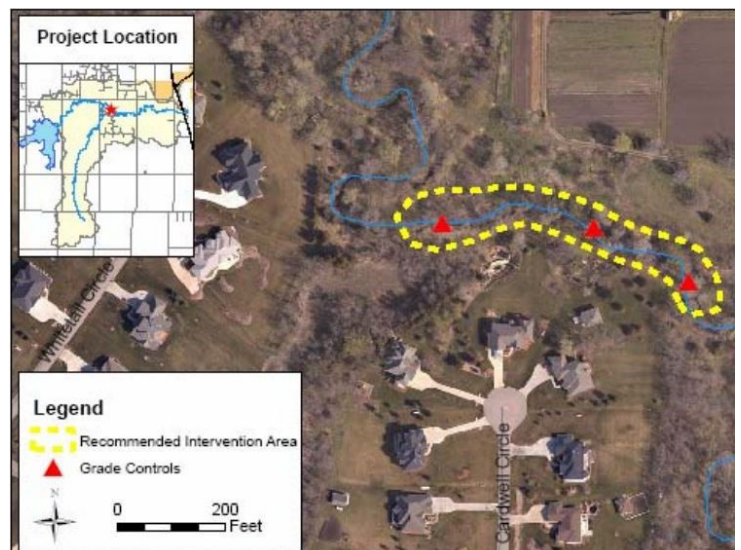 Project Location
Whitetail Circle
Cardwell Circle
Legend
Recommended Intervention Area
Grade Controls
N
0 200
Feet